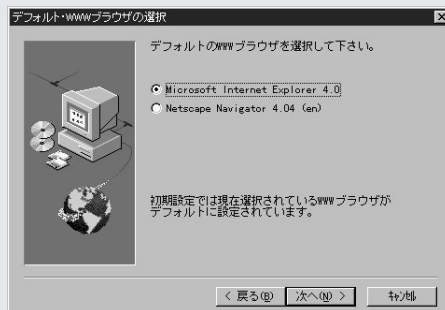 デフォルト・WWWブラウザの選択
デフォルトのWWWブラウザを選択して下さい。
Microsoft Internet Explorer 4.0
Netscape Navigator 4.04 (en)
初期設定では現在選択されているWWWブラウザが
デフォルトに設定されています。
< 戻る(B)
次へ(N) >
ｷｬﾝｾﾙ